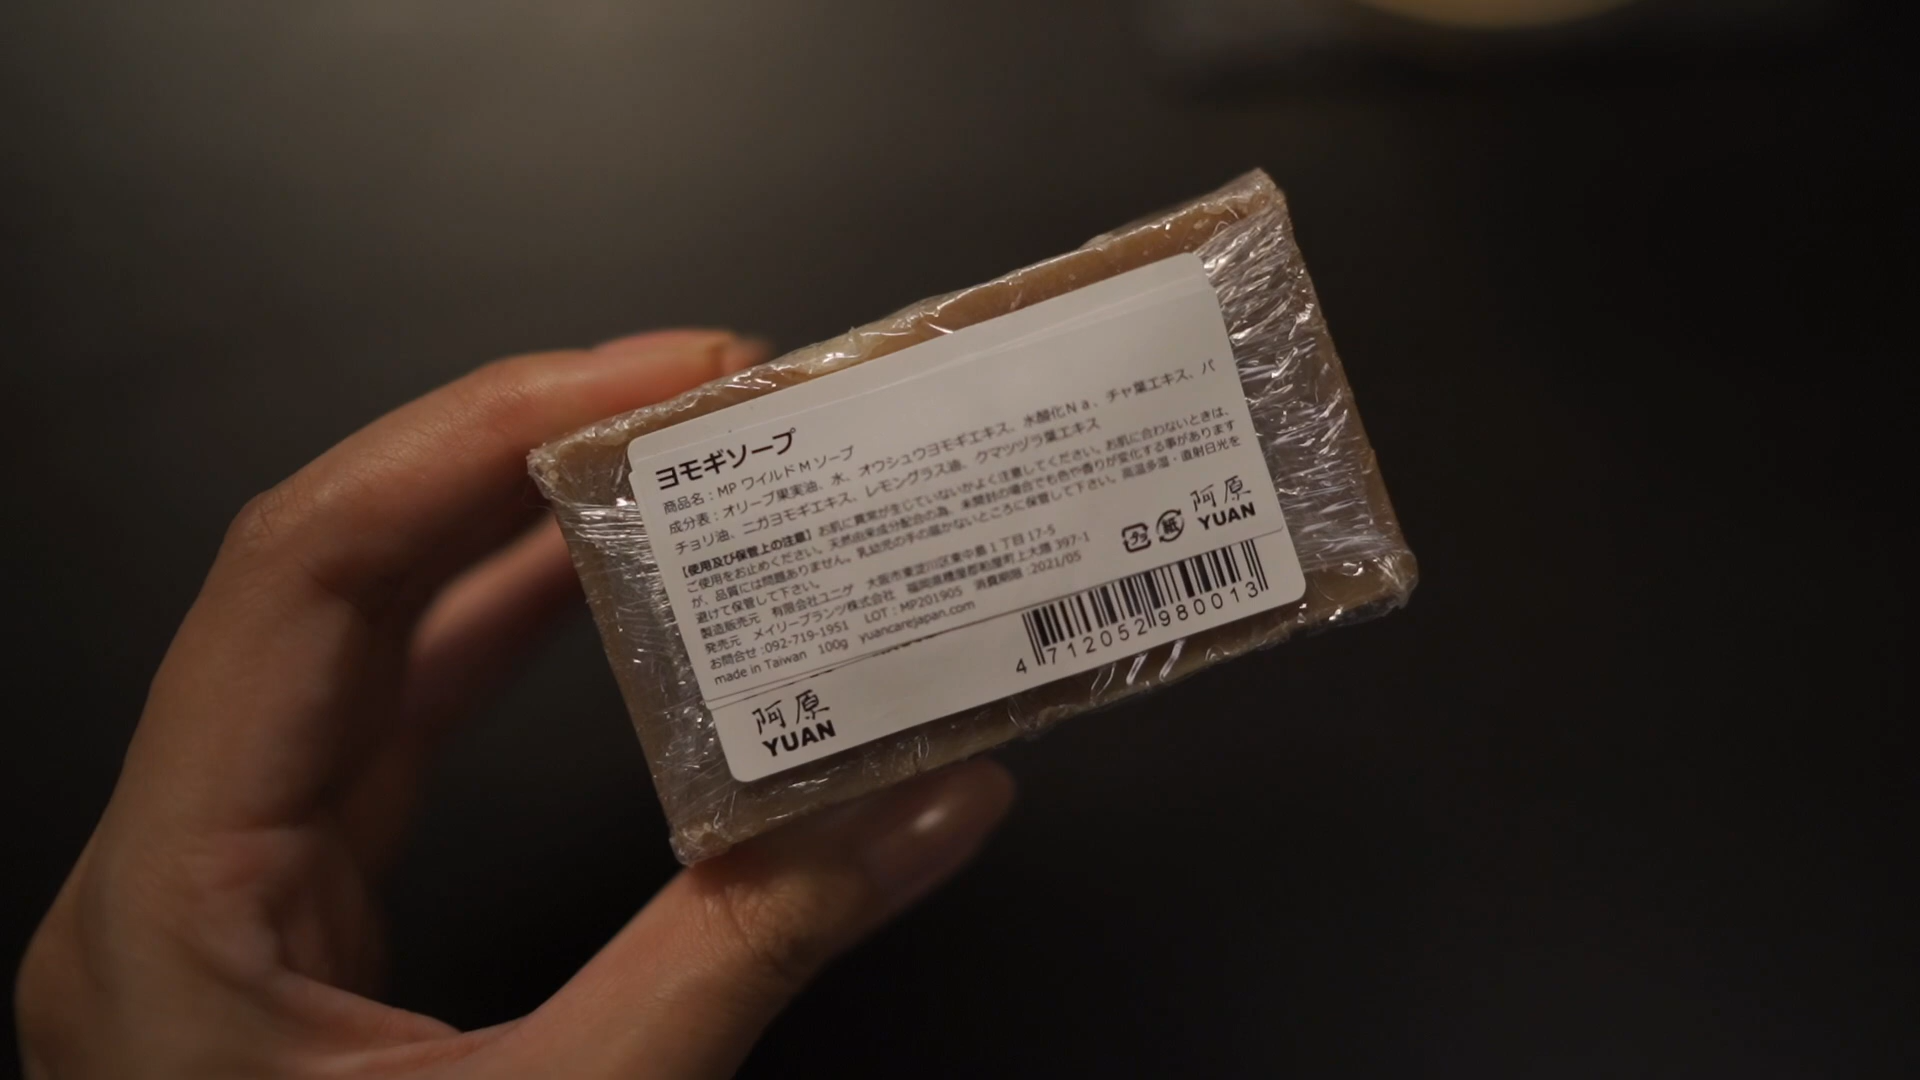 ヨモギソープ
商品名：MP ワイルド M ソープ
成分表：オリーブ果実油、水、オウシュウヨモギエキス、水酸化Ｎａ、チャ葉エキス、パ
チョリ油、ニガヨモギエキス、レモングラス油、クマツヅラ葉エキス
【使用及び保管上の注意】お肌に異常が生じていないかよく注意してください。お肌に合わないときは、
ご使用をお止めください。天然由来成分配合の為、未開封の場合でも色や香りが変化する事があります
が、品質には問題ありません。乳幼児の手の届かないところに保管して下さい。高温多湿・直射日光を
避けて保管して下さい。
製造販売元　有限会社ユニゲ　大阪市東淀川区東中島 1 丁目 17-5
発売元　メイリープランツ株式会社　福岡県糟屋郡粕屋町上大隈 397-1
お問合せ :092-719-1951　LOT : MP201905　消費期限 :2021/05
made in Taiwan　100g　yuancarejapan.com
プラ
紙
阿原
YUAN
4 712052 980013
阿原
YUAN